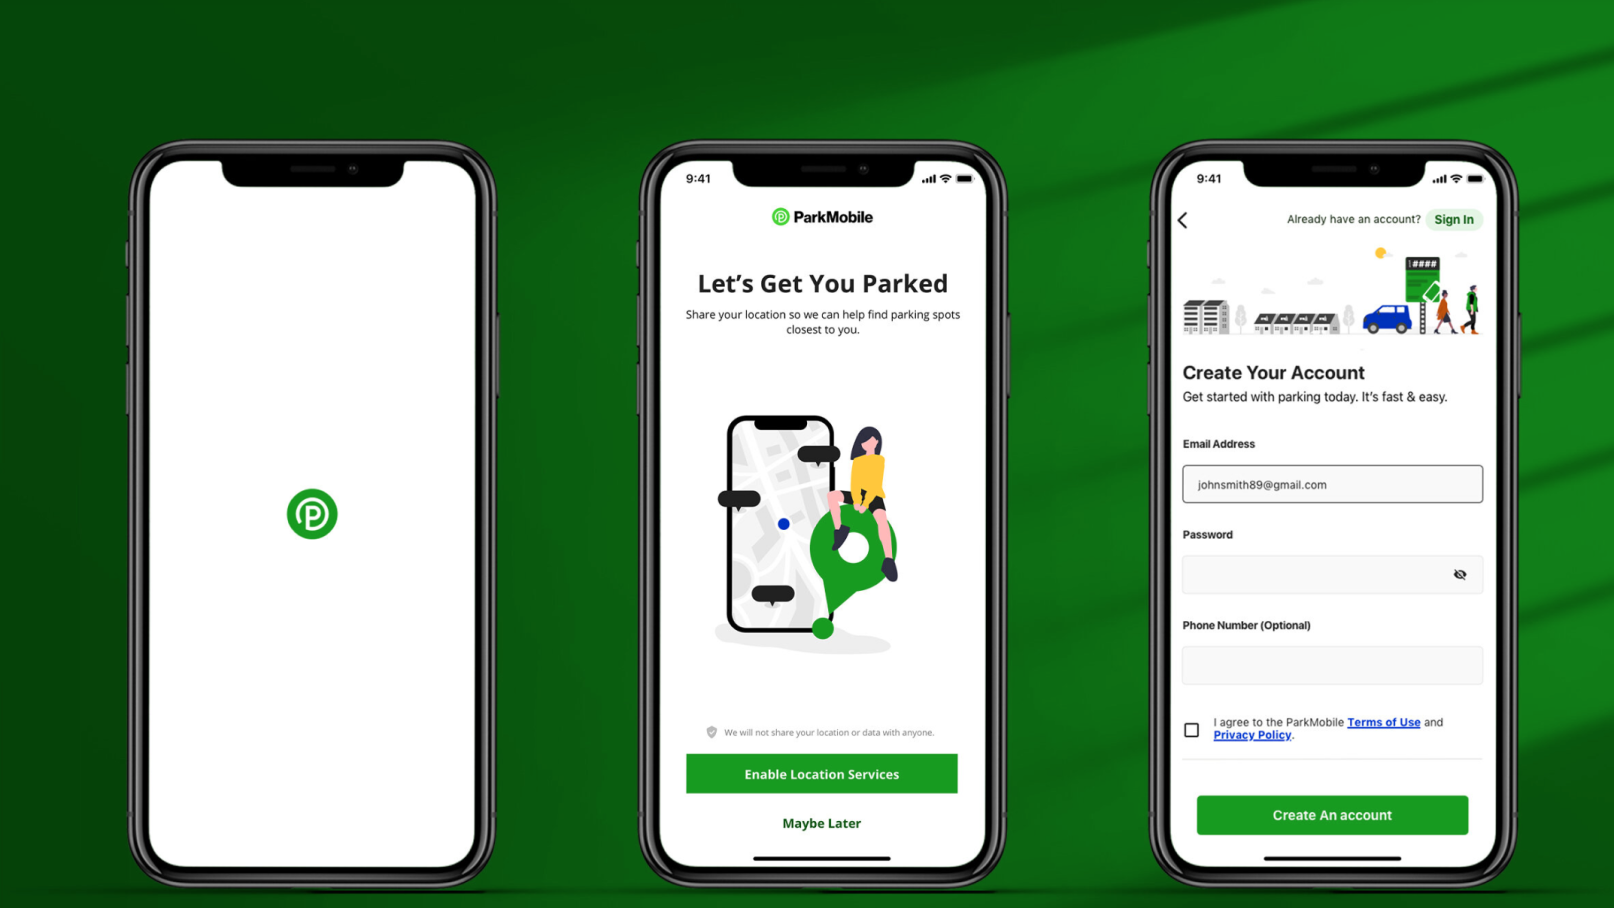 P
9:41
P ParkMobile
Let's Get You Parked
Share your location so we can help find parking spots
closest to you.
We will not share your location or data with anyone.
Enable Location Services
Maybe Later
9:41
Already have an account? Sign In
####
Create Your Account
Get started with parking today. It's fast & easy.
Email Address
johnsmith89@gmail.com
Password
Phone Number (Optional)
I agree to the ParkMobile Terms of Use and
Privacy Policy.
Create An account